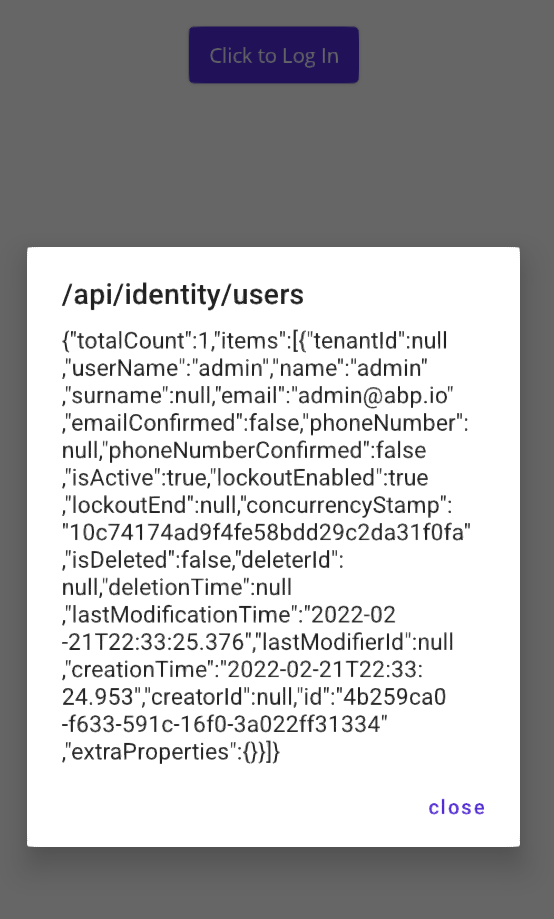 Click to Log In
/api/identity/users
{"totalCount":1,"items":[{"tenantId":null
,"userName":"admin","name":"admin"
,"surname":null,"email":"admin@abp.io"
,"emailConfirmed":false,"phoneNumber":
null,"phoneNumberConfirmed":false
,"isActive":true,"lockoutEnabled":true
,"lockoutEnd":null,"concurrencyStamp":
"10c74174ad9f4fe58bdd29c2da31f0fa"
,"isDeleted":false,"deleterId":
null,"deletionTime":null
,"lastModificationTime":"2022-02
-21T22:33:25.376","lastModifierId":null
,"creationTime":"2022-02-21T22:33:
24.953","creatorId":null,"id":"4b259ca0
-f633-591c-16f0-3a022ff31334"
,"extraProperties":{}}]}
close